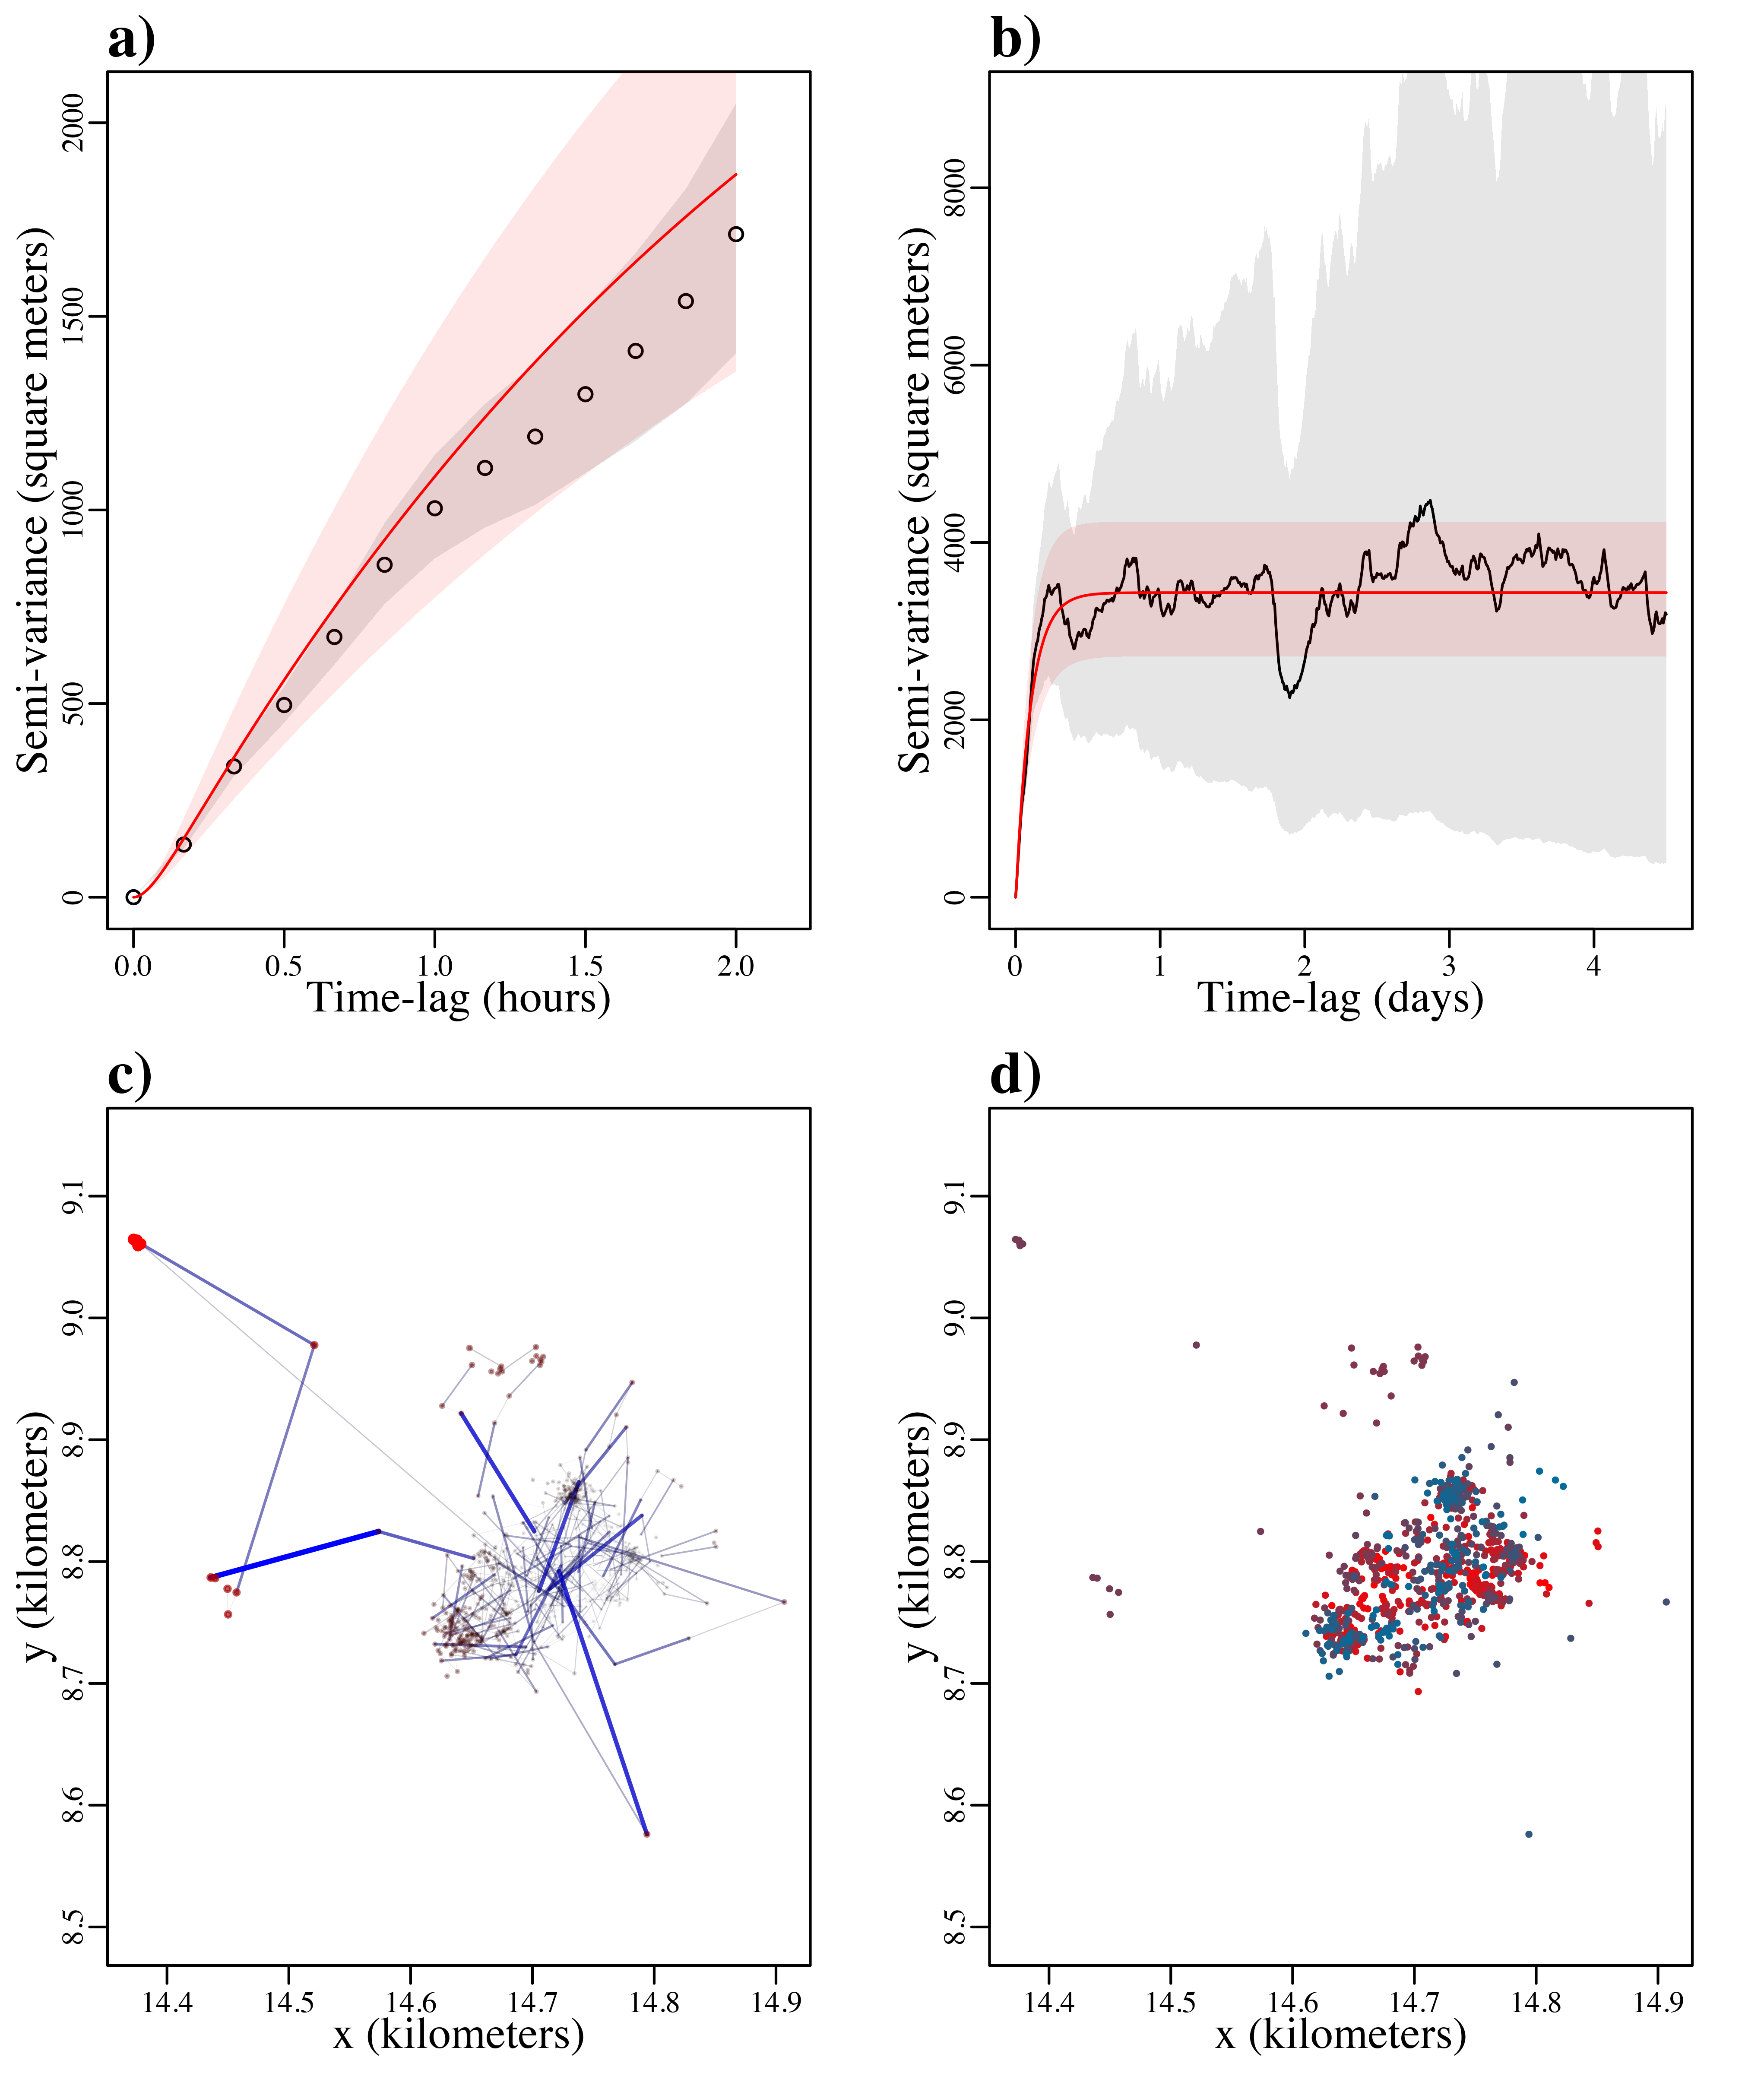 a)
Semi-variance (square meters)
0 500 1000 1500 2000
0.0 0.5 1.0 1.5 2.0
Time-lag (hours)
b)
Semi-variance (square meters)
0 2000 4000 6000 8000
0 1 2 3 4
Time-lag (days)
c)
y (kilometers)
8.5 8.6 8.7 8.8 8.9 9.0 9.1
14.4 14.5 14.6 14.7 14.8 14.9
x (kilometers)
d)
y (kilometers)
8.5 8.6 8.7 8.8 8.9 9.0 9.1
14.4 14.5 14.6 14.7 14.8 14.9
x (kilometers)